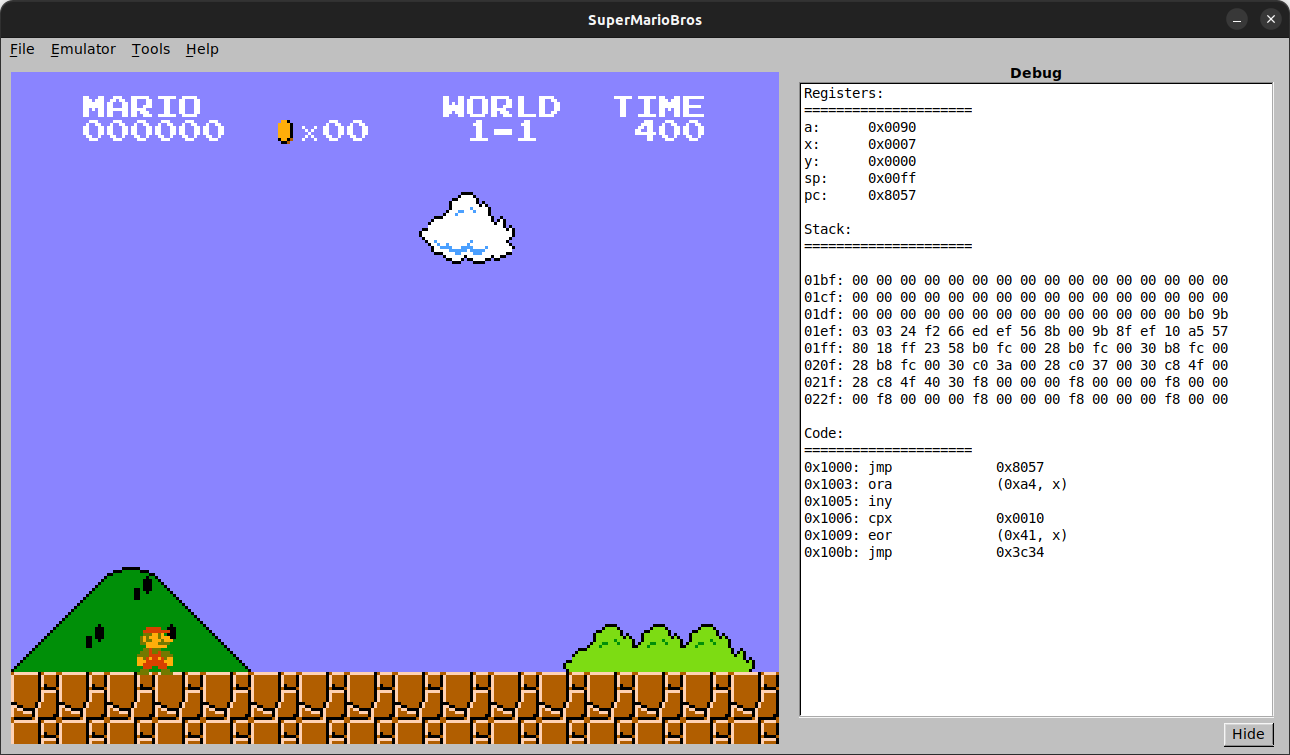 SuperMarioBros
File Emulator Tools Help
MARIO WORLD TIME
000000 x00 1-1 400
Debug
Registers:
=====================
a: 0x0090
x: 0x0007
y: 0x0000
sp: 0x00ff
pc: 0x8057
Stack:
=====================
01bf: 00 00 00 00 00 00 00 00 00 00 00 00 00 00 00 00
01cf: 00 00 00 00 00 00 00 00 00 00 00 00 00 00 00 00
01df: 00 00 00 00 00 00 00 00 00 00 00 00 00 00 b0 9b
01ef: 03 03 24 f2 66 ed ef 56 8b 00 9b 8f ef 10 a5 57
01ff: 80 18 ff 23 58 b0 fc 00 28 b0 fc 00 30 b8 fc 00
020f: 28 b8 fc 00 30 c0 3a 00 28 c0 37 00 30 c8 4f 00
021f: 28 c8 4f 40 30 f8 00 00 00 f8 00 00 00 f8 00 00
022f: 00 f8 00 00 00 f8 00 00 00 f8 00 00 00 f8 00 00
Code:
=====================
0x1000: jmp 0x8057
0x1003: ora (0xa4, x)
0x1005: iny
0x1006: cpx 0x0010
0x1009: eor (0x41, x)
0x100b: jmp 0x3c34
Hide